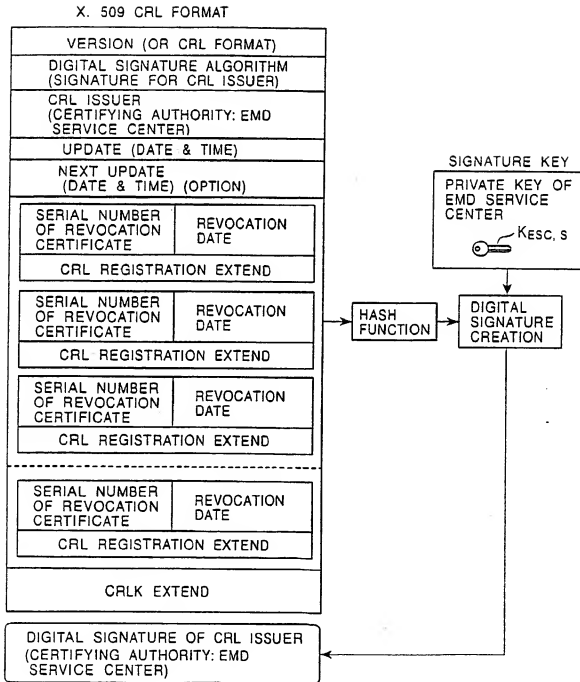 X. 509 CRL FORMAT
VERSION (OR CRL FORMAT)
DIGITAL SIGNATURE ALGORITHM
(SIGNATURE FOR CRL ISSUER)
CRL ISSUER
(CERTIFYING AUTHORITY: EMD
SERVICE CENTER)
UPDATE (DATE & TIME)
NEXT UPDATE
(DATE & TIME) (OPTION)
SERIAL NUMBER
OF REVOCATION
CERTIFICATE
REVOCATION
DATE
CRL REGISTRATION EXTEND
SERIAL NUMBER
OF REVOCATION
CERTIFICATE
REVOCATION
DATE
CRL REGISTRATION EXTEND
SERIAL NUMBER
OF REVOCATION
CERTIFICATE
REVOCATION
DATE
CRL REGISTRATION EXTEND
SERIAL NUMBER
OF REVOCATION
CERTIFICATE
REVOCATION
DATE
CRL REGISTRATION EXTEND
CRLK EXTEND
DIGITAL SIGNATURE OF CRL ISSUER
(CERTIFYING AUTHORITY: EMD
SERVICE CENTER)
HASH
FUNCTION
SIGNATURE KEY
PRIVATE KEY OF
EMD SERVICE
CENTER
KESC, S
DIGITAL
SIGNATURE
CREATION